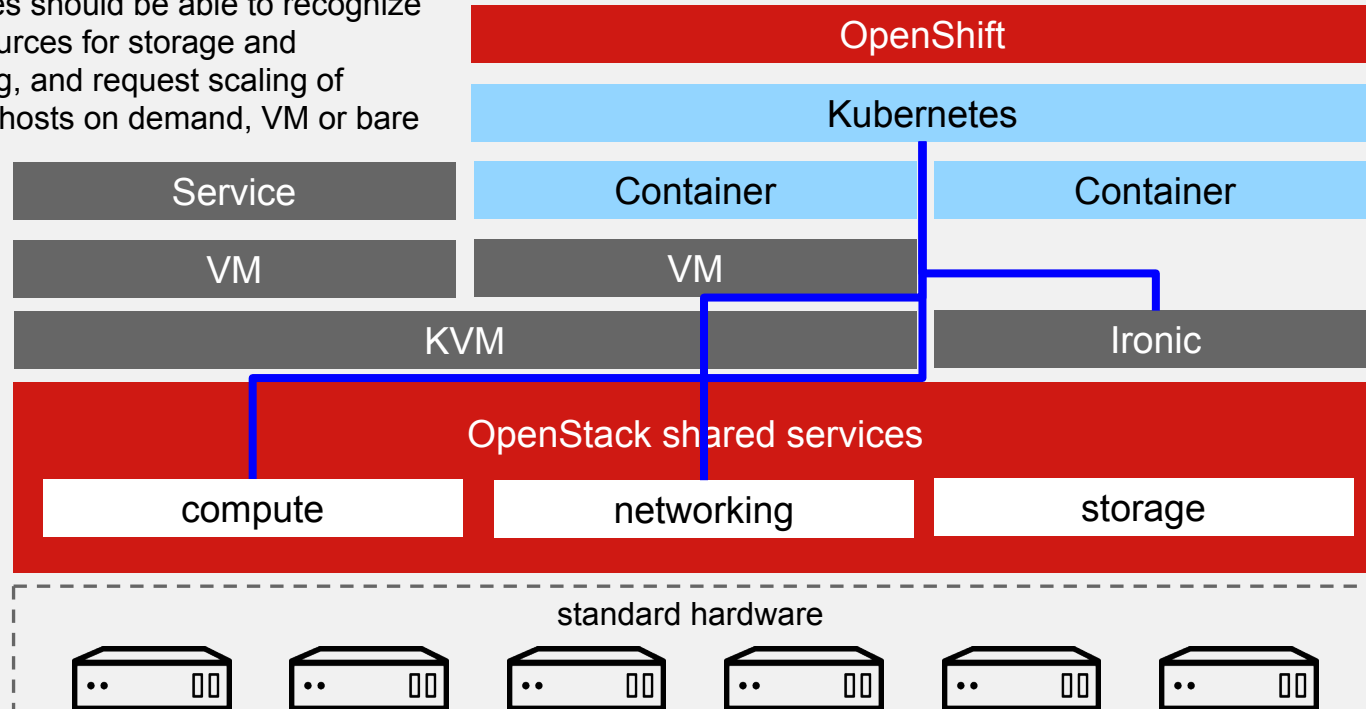 es should be able to recognize
urces for storage and
g, and request scaling of
hosts on demand, VM or bare
OpenShift
Kubernetes
Service
Container
Container
VM
VM
KVM
Ironic
OpenStack shared services
compute
networking
storage
standard hardware